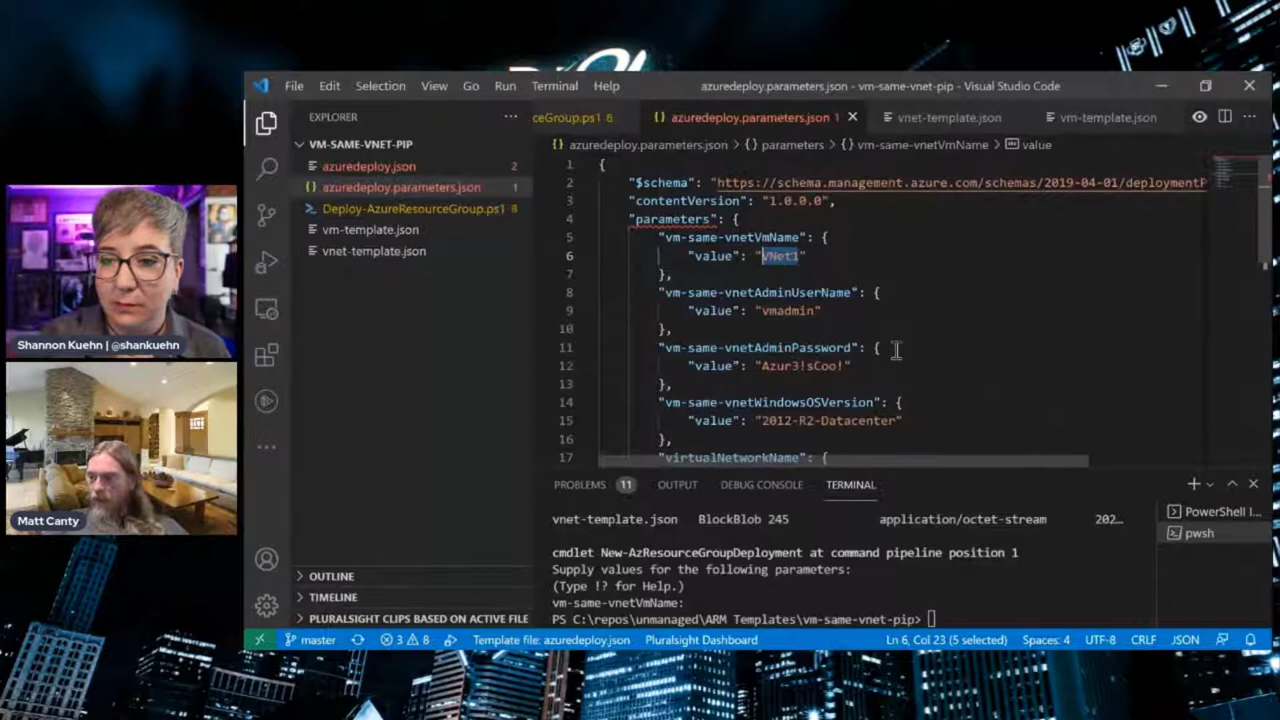 File Edit Selection View Go Run Terminal Help
azuredeploy.parameters.json - vm-same-vnet-pip - Visual Studio Code
EXPLORER
VM-SAME-VNET-PIP
azuredeploy.json 2
azuredeploy.parameters.json 1
Deploy-AzureResourceGroup.ps1 8
vm-template.json
vnet-template.json
OUTLINE
TIMELINE
PLURALSIGHT CLIPS BASED ON ACTIVE FILE
ceGroup.ps1 8 azuredeploy.parameters.json 1 vnet-template.json vm-template.json
azuredeploy.parameters.json > {} parameters > {} vm-same-vnetVmName > value
1 {
2 "$schema": "https://schema.management.azure.com/schemas/2019-04-01/deploymentP
3 "contentVersion": "1.0.0.0",
4 "parameters": {
5 "vm-same-vnetVmName": {
6 "value": "VNet1"
7 },
8 "vm-same-vnetAdminUserName": {
9 "value": "vmadmin"
10 },
11 "vm-same-vnetAdminPassword": {
12 "value": "Azur3!sCoo!"
13 },
14 "vm-same-vnetWindowsOSVersion": {
15 "value": "2012-R2-Datacenter"
16 },
17 "virtualNetworkName": {
PROBLEMS 11 OUTPUT DEBUG CONSOLE TERMINAL
vnet-template.json BlockBlob 245 application/octet-stream 202…
cmdlet New-AzResourceGroupDeployment at command pipeline position 1
Supply values for the following parameters:
(Type !? for Help.)
vm-same-vnetVmName:
PS C:\repos\unmanaged\ARM Templates\vm-same-vnet-pip>
PowerShell I...
pwsh
master 3 8 Template file: azuredeploy.json Pluralsight Dashboard Ln 6, Col 23 (5 selected) Spaces: 4 UTF-8 CRLF JSON
Shannon Kuehn | @shankuehn
Matt Canty